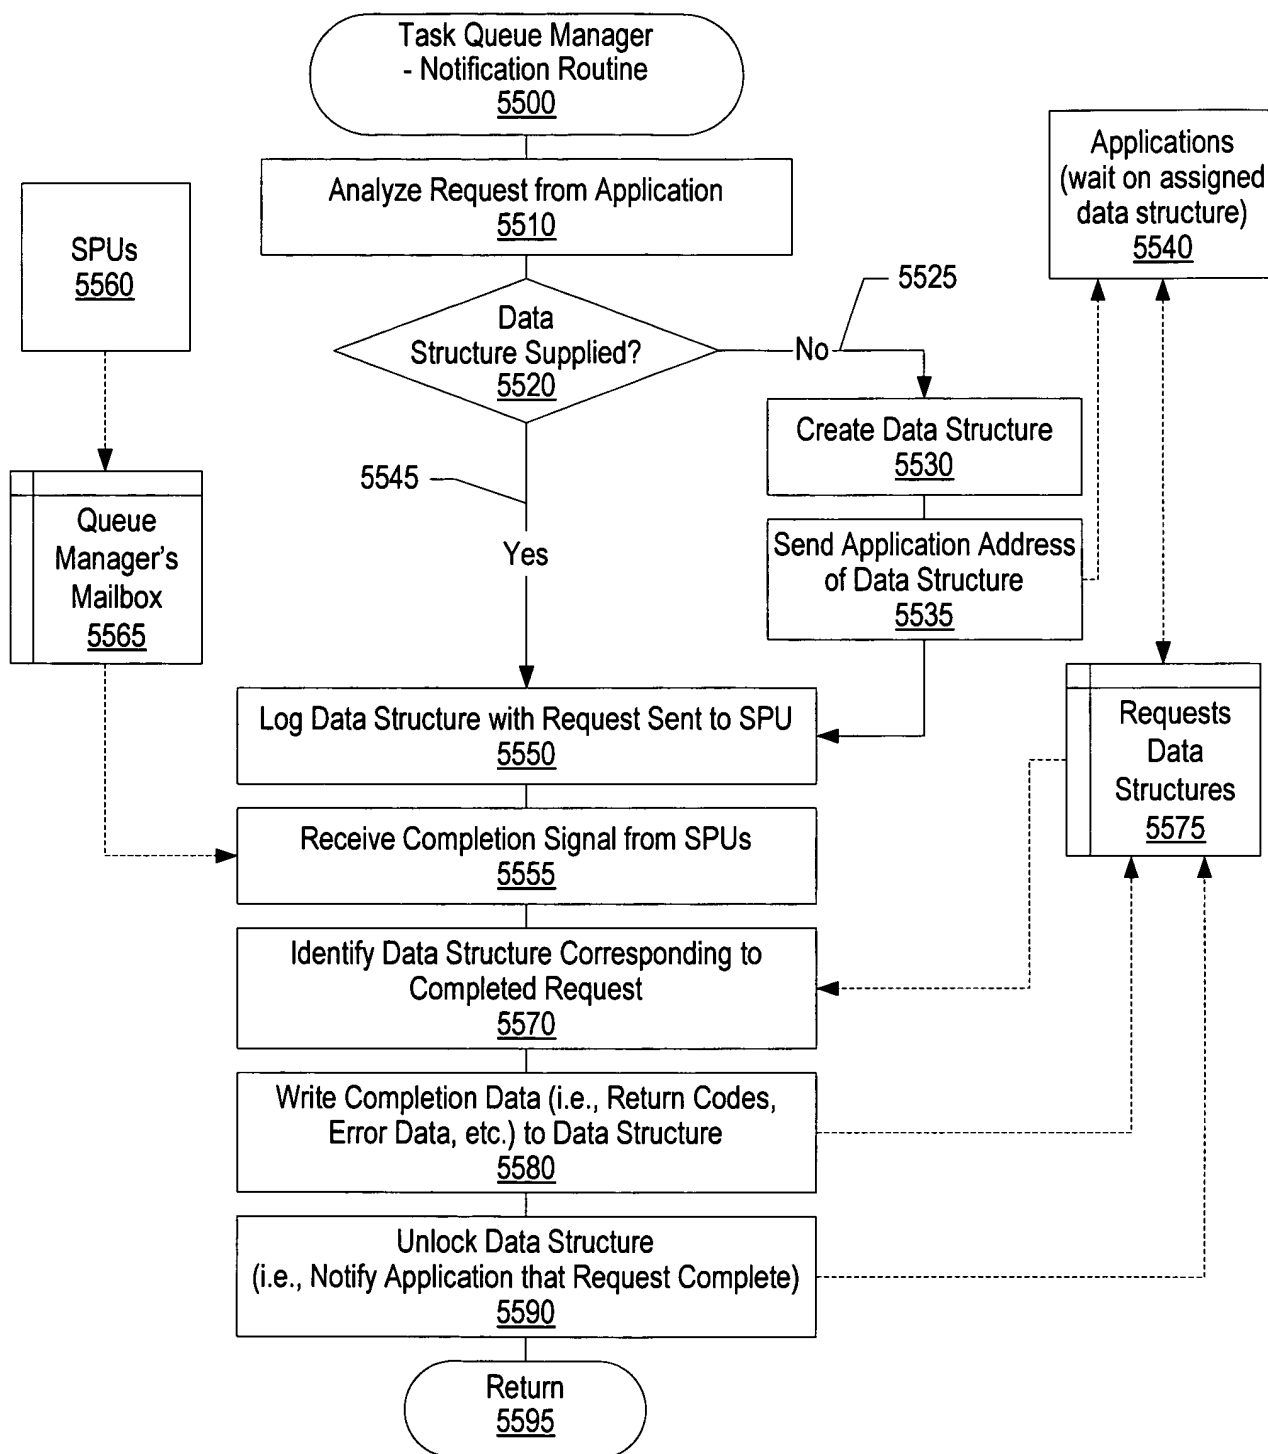 Task Queue Manager
- Notification Routine
5500
Analyze Request from Application
5510
Applications
(wait on assigned
data structure)
5540
SPUs
5560
5525
Data
Structure Supplied?
5520
No
Create Data Structure
5530
5545
Queue
Manager's
Mailbox
5565
Yes
Send Application Address
of Data Structure
5535
Log Data Structure with Request Sent to SPU
5550
Requests
Data
Structures
5575
Receive Completion Signal from SPUs
5555
Identify Data Structure Corresponding to
Completed Request
5570
Write Completion Data (i.e., Return Codes,
Error Data, etc.) to Data Structure
5580
Unlock Data Structure
(i.e., Notify Application that Request Complete)
5590
Return
5595